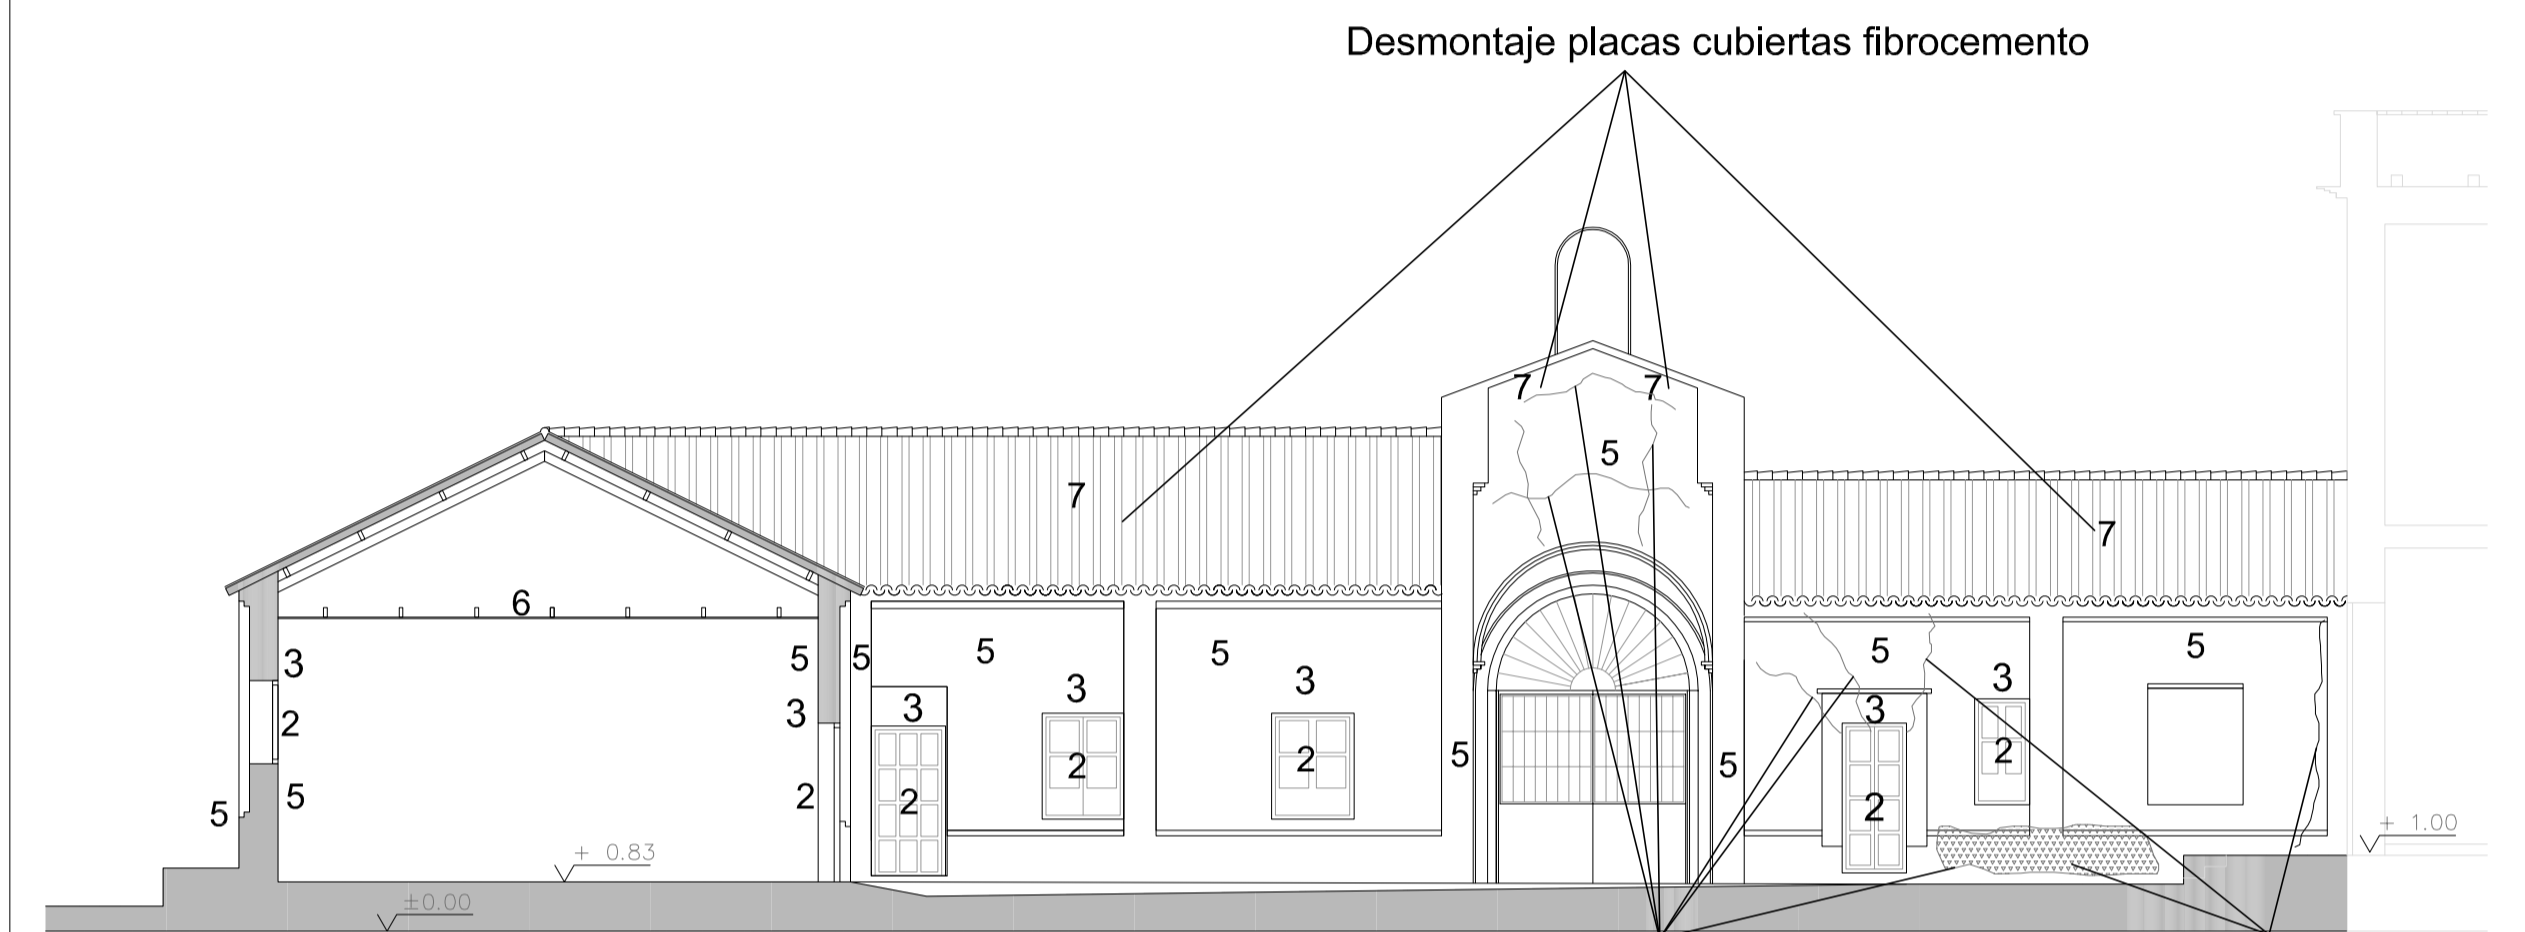 Desmontaje placas cubiertas fibrocemento
7 7
5
7
7
6
3 5 5 5 5 5 5
3 3 3
2 3 3 3
5 5
2 2 2
5 5 2 2 2 2
+ 1.00
+ 0.83
±0.00